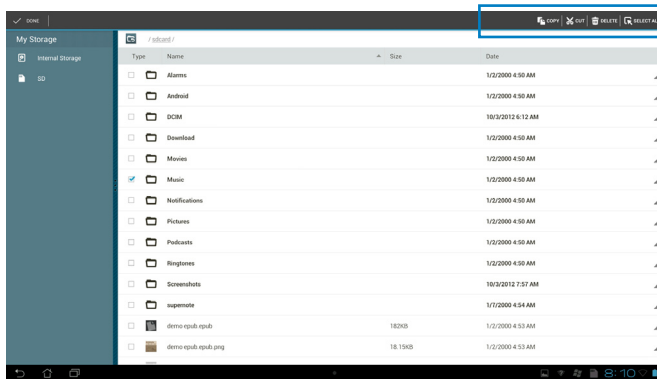 DONE COPY CUT DELETE SELECT AL
My Storage / sdcard /
Internal Storage
SD
Type Name Size Date
Alarms 1/2/2000 4:50 AM
Android 1/2/2000 4:50 AM
DCIM 10/3/2012 6:12 AM
Download 1/2/2000 4:50 AM
Movies 1/2/2000 4:50 AM
Music 1/2/2000 4:50 AM
Notifications 1/2/2000 4:50 AM
Pictures 1/2/2000 4:50 AM
Podcasts 1/2/2000 4:50 AM
Ringtones 1/2/2000 4:50 AM
Screenshots 10/3/2012 7:57 AM
supernote 1/7/2000 4:54 AM
demo epub.epub 182KB 1/2/2000 4:53 AM
demo epub.epub.png 18.15KB 1/2/2000 4:53 AM
8:10